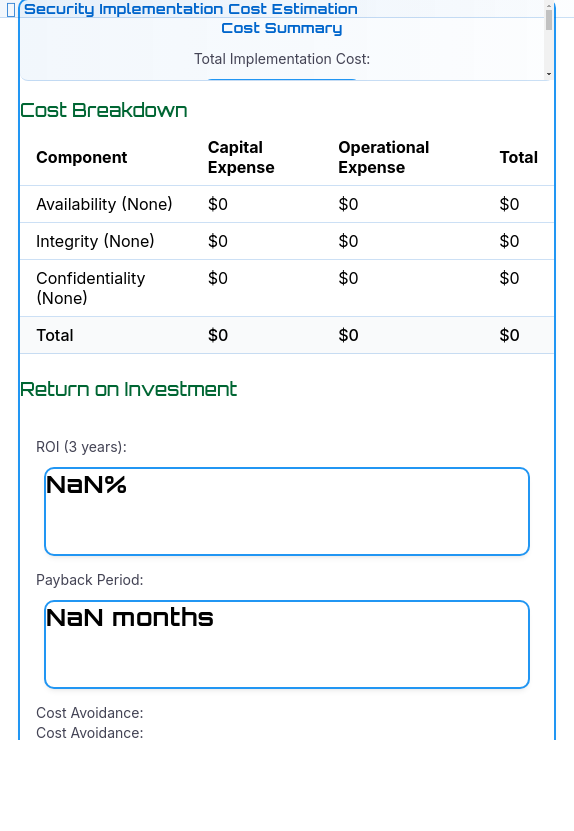 Security Implementation Cost Estimation
Cost Summary
Total Implementation Cost:
Cost Breakdown
Component Capital Expense Operational Expense Total
Availability (None) $0 $0 $0
Integrity (None) $0 $0 $0
Confidentiality (None) $0 $0 $0
Total $0 $0 $0
Return on Investment
ROI (3 years):
NaN%
Payback Period:
NaN months
Cost Avoidance:
Cost Avoidance: